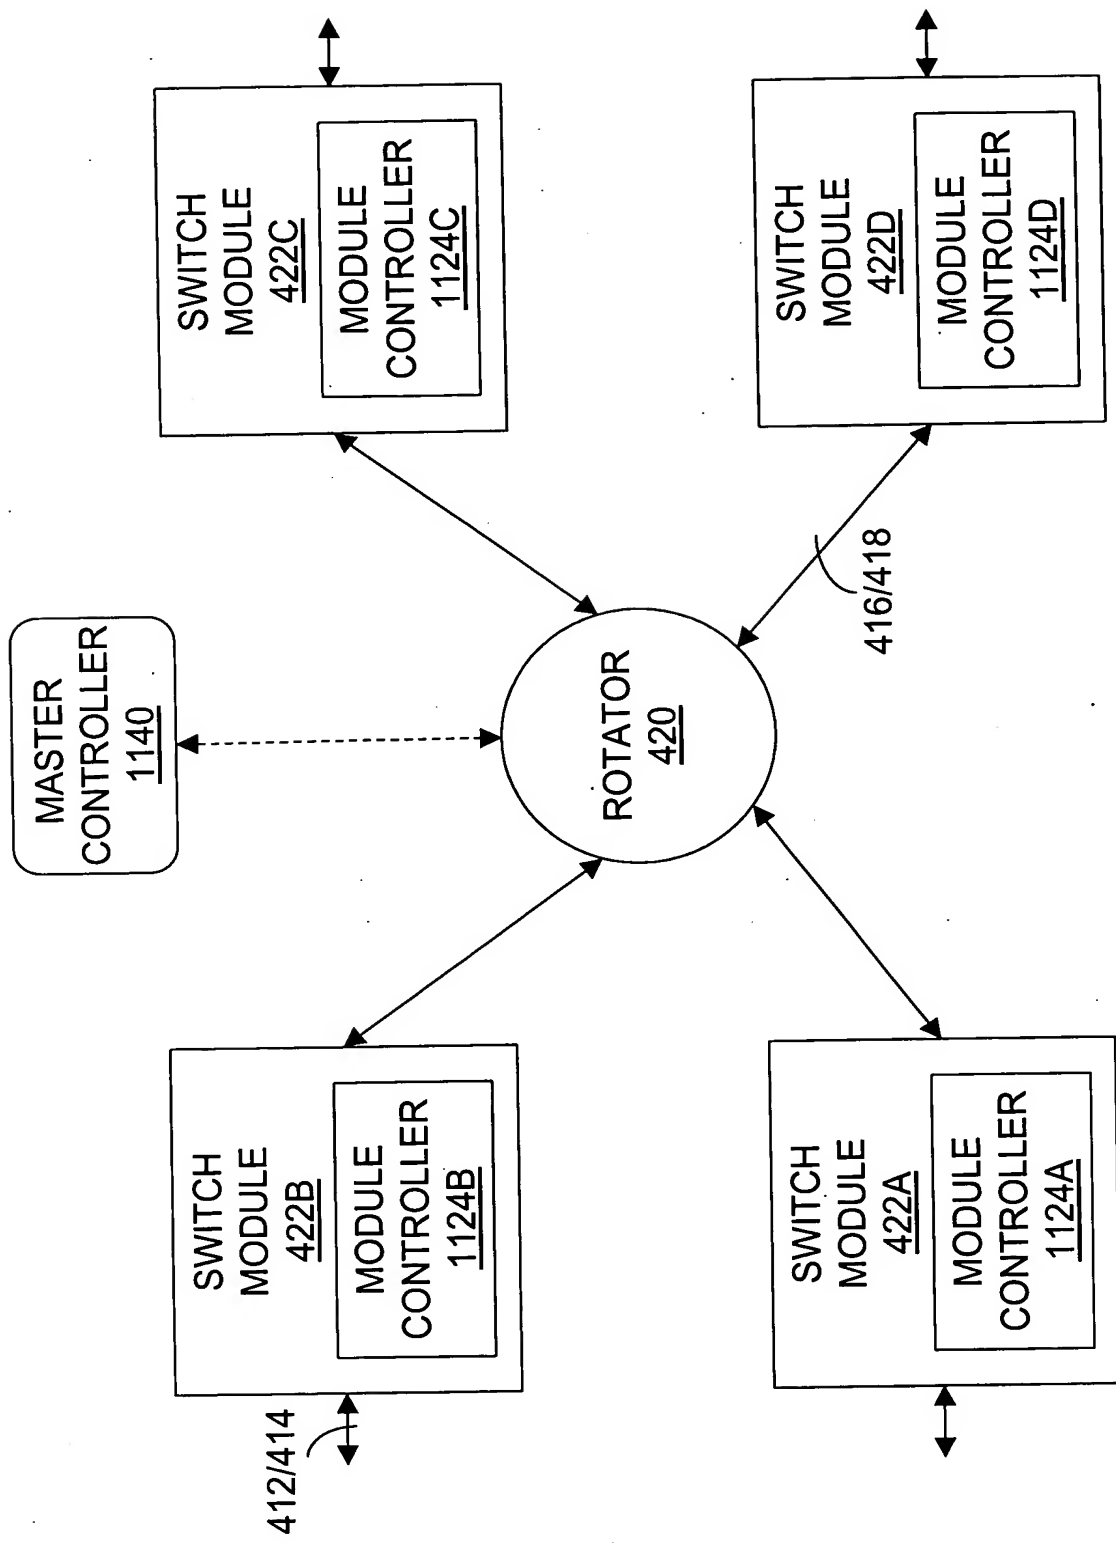 MASTER
CONTROLLER
1140
SWITCH
MODULE
422B
MODULE
CONTROLLER
1124B
412/414
SWITCH
MODULE
422C
MODULE
CONTROLLER
1124C
ROTATOR
420
SWITCH
MODULE
422A
MODULE
CONTROLLER
1124A
416/418
SWITCH
MODULE
422D
MODULE
CONTROLLER
1124D